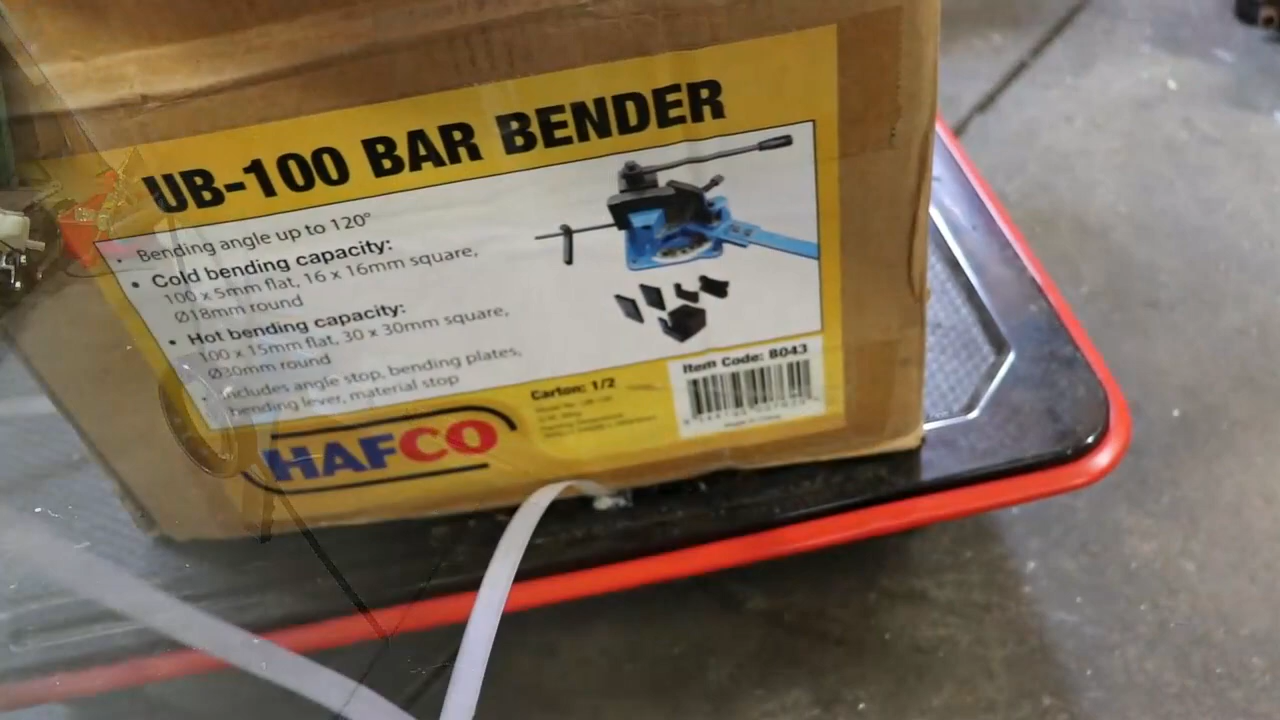 UB-100 BAR BENDER
• Bending angle up to 120°
• Cold bending capacity:
100 x 5mm flat, 16 x 16mm square,
Ø18mm round
• Hot bending capacity:
100 x 15mm flat, 30 x 30mm square,
Ø30mm round
• Includes angle stop, bending plates,
bending lever, material stop
Carton: 1/2
Item Code: B043
HAFCO